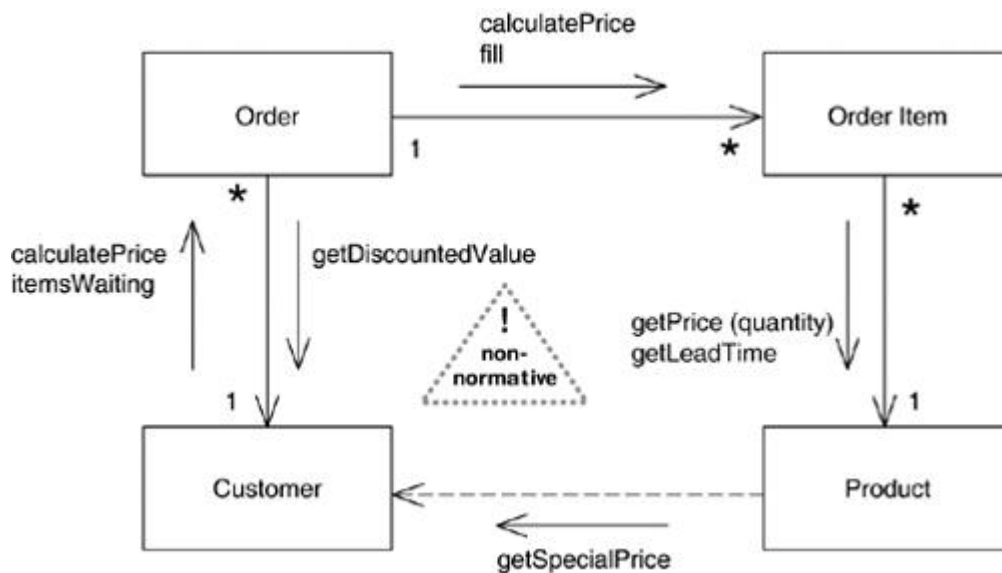 calculatePrice
fill
Order
Order Item
1
*
*
*
calculatePrice
itemsWaiting
getDiscountedValue
!
non-
normative
getPrice (quantity)
getLeadTime
1
1
Customer
Product
getSpecialPrice